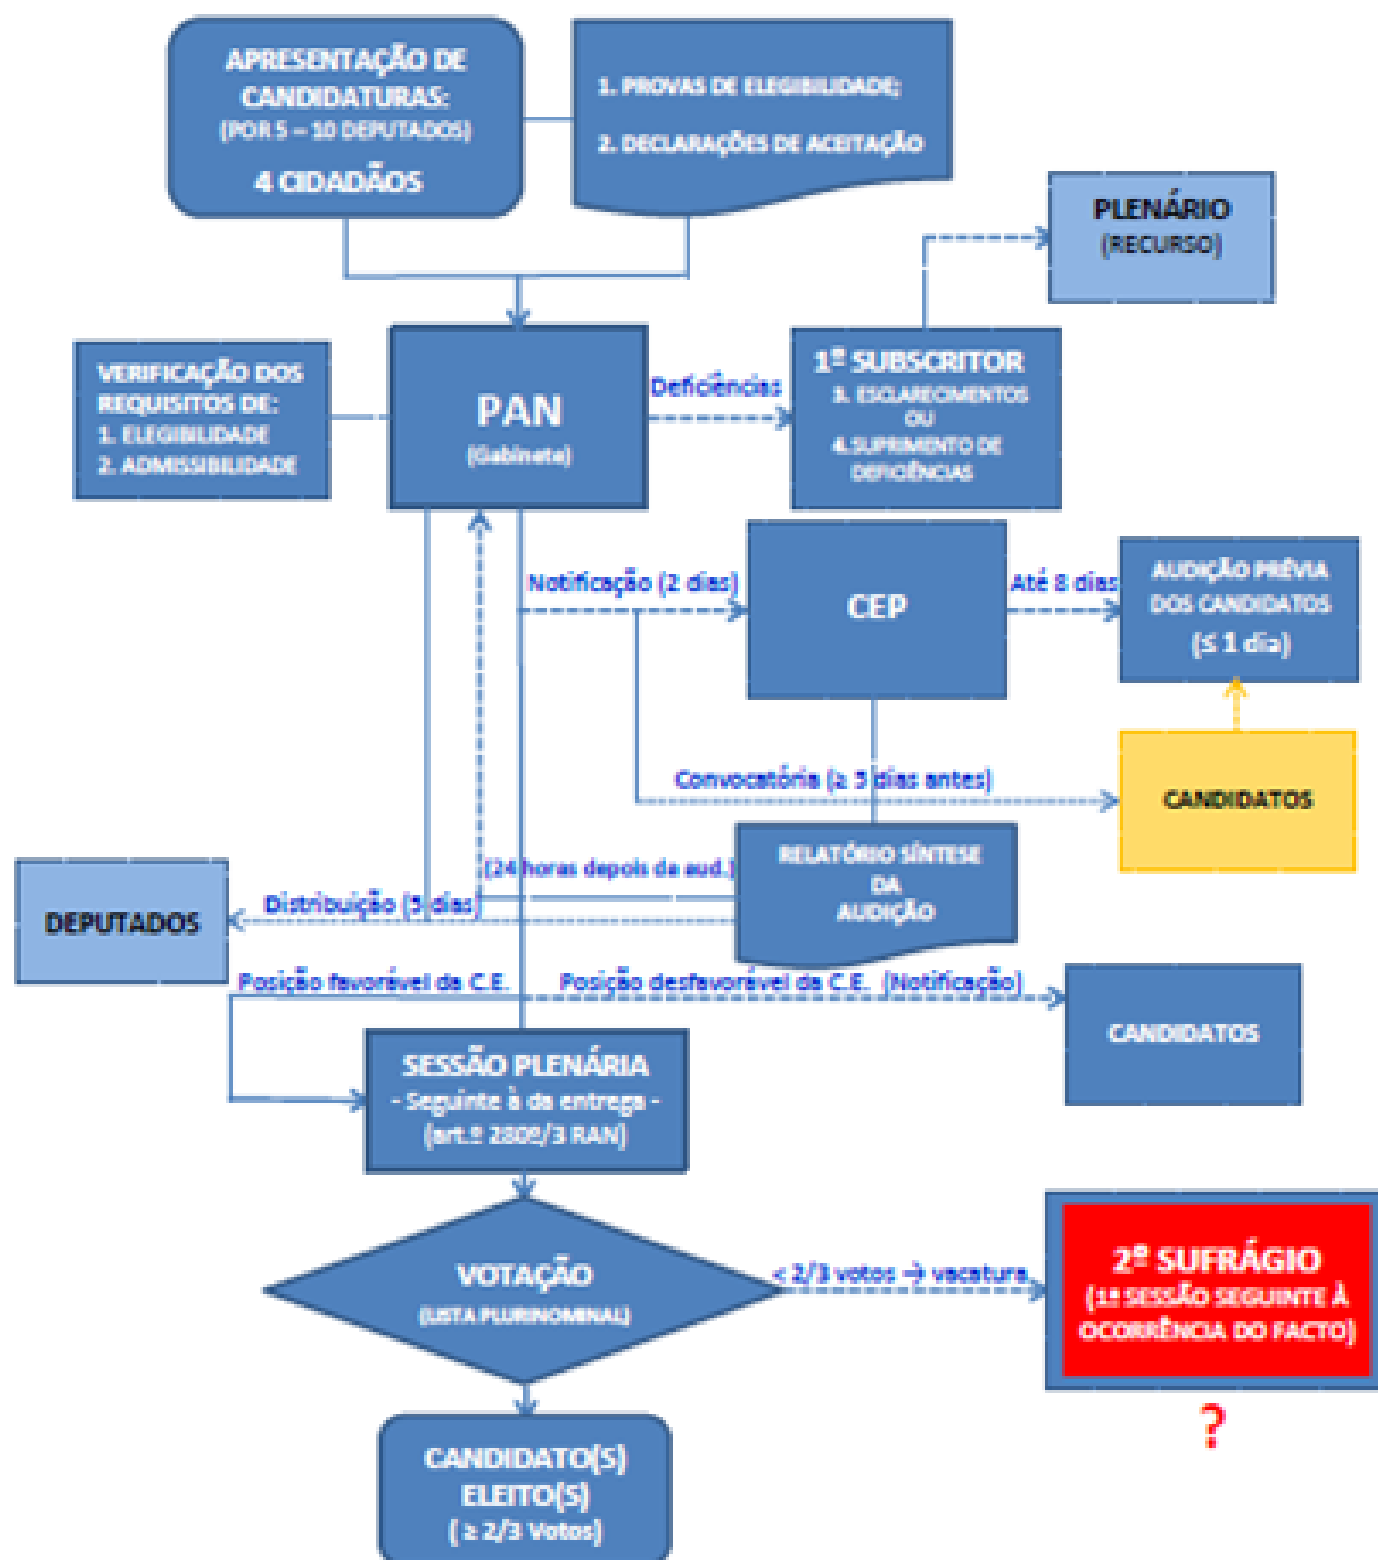 APRESENTAÇÃO DE
CANDIDATURAS:
(POR 5 – 10 DEPUTADOS)
4 CIDADÃOS
1. PROVAS DE ELEGIBILIDADE;
2. DECLARAÇÕES DE ACEITAÇÃO
PLENÁRIO
(RECURSO)
VERIFICAÇÃO DOS
REQUISITOS DE:
1. ELEGIBILIDADE
2. ADMISSIBILIDADE
PAN
(Gabinete)
Deficiências
1º SUBSCRITOR
3. ESCLARECIMENTOS
OU
4.SUPRIMENTO DE
DEFICIÊNCIAS
Notificação (2 dias)
CEP
Até 8 dias
AUDIÇÃO PRÉVIA
DOS CANDIDATOS
(≤ 1 dia)
Convocatória (≥ 3 dias antes)
CANDIDATOS
RELATÓRIO SÍNTESE
DA
AUDIÇÃO
(24 horas depois da aud.)
Distribuição (5 dias)
DEPUTADOS
Posição favorável da C.E.
Posição desfavorável da C.E. (Notificação)
CANDIDATOS
SESSÃO PLENÁRIA
- Seguinte à da entrega -
(art.º 280º/3 RAN)
VOTAÇÃO
(LISTA PLURINOMINAL)
< 2/3 votos → vacatura
2º SUFRÁGIO
(1ª SESSÃO SEGUINTE À
OCORRÊNCIA DO FACTO)
?
CANDIDATO(S)
ELEITO(S)
( ≥ 2/3 Votos)